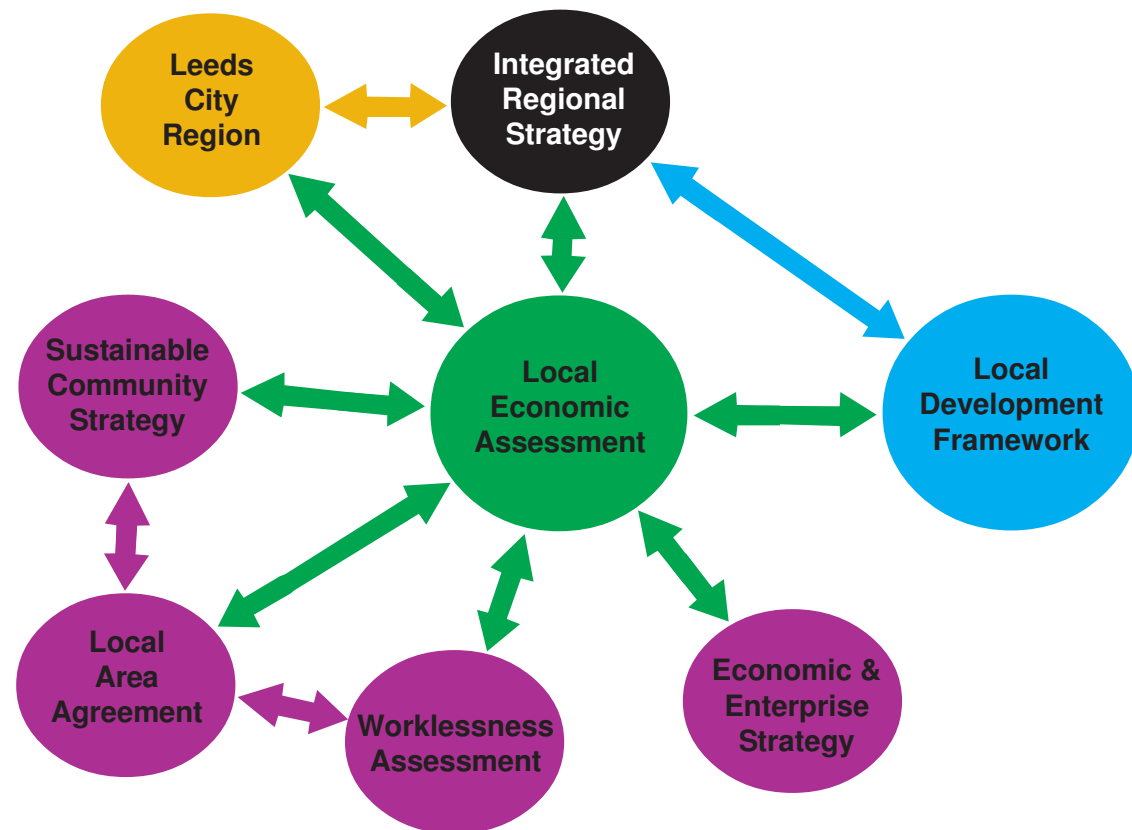 Leeds
City
Region
Integrated
Regional
Strategy
Sustainable
Community
Strategy
Local
Economic
Assessment
Local
Development
Framework
Local
Area
Agreement
Worklessness
Assessment
Economic &
Enterprise
Strategy